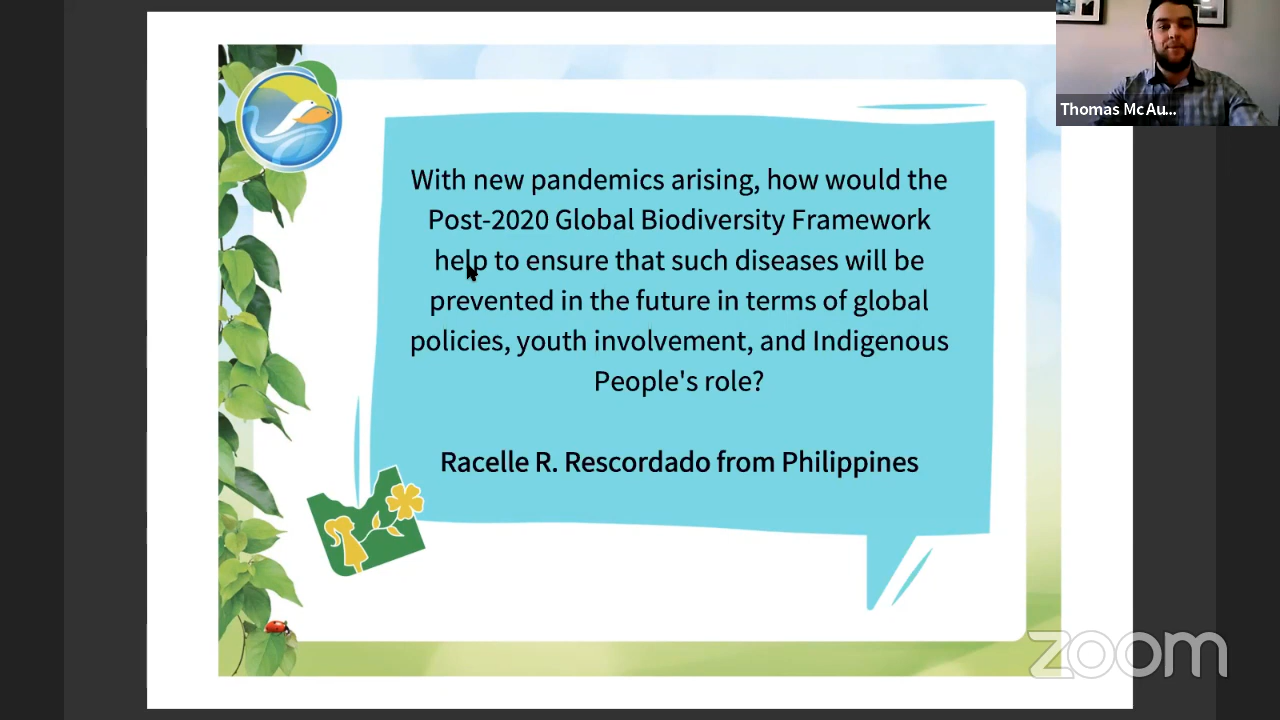 Thomas McAu...
With new pandemics arising, how would the
Post-2020 Global Biodiversity Framework
help to ensure that such diseases will be
prevented in the future in terms of global
policies, youth involvement, and Indigenous
People's role?
Racelle R. Rescordado from Philippines
zoom